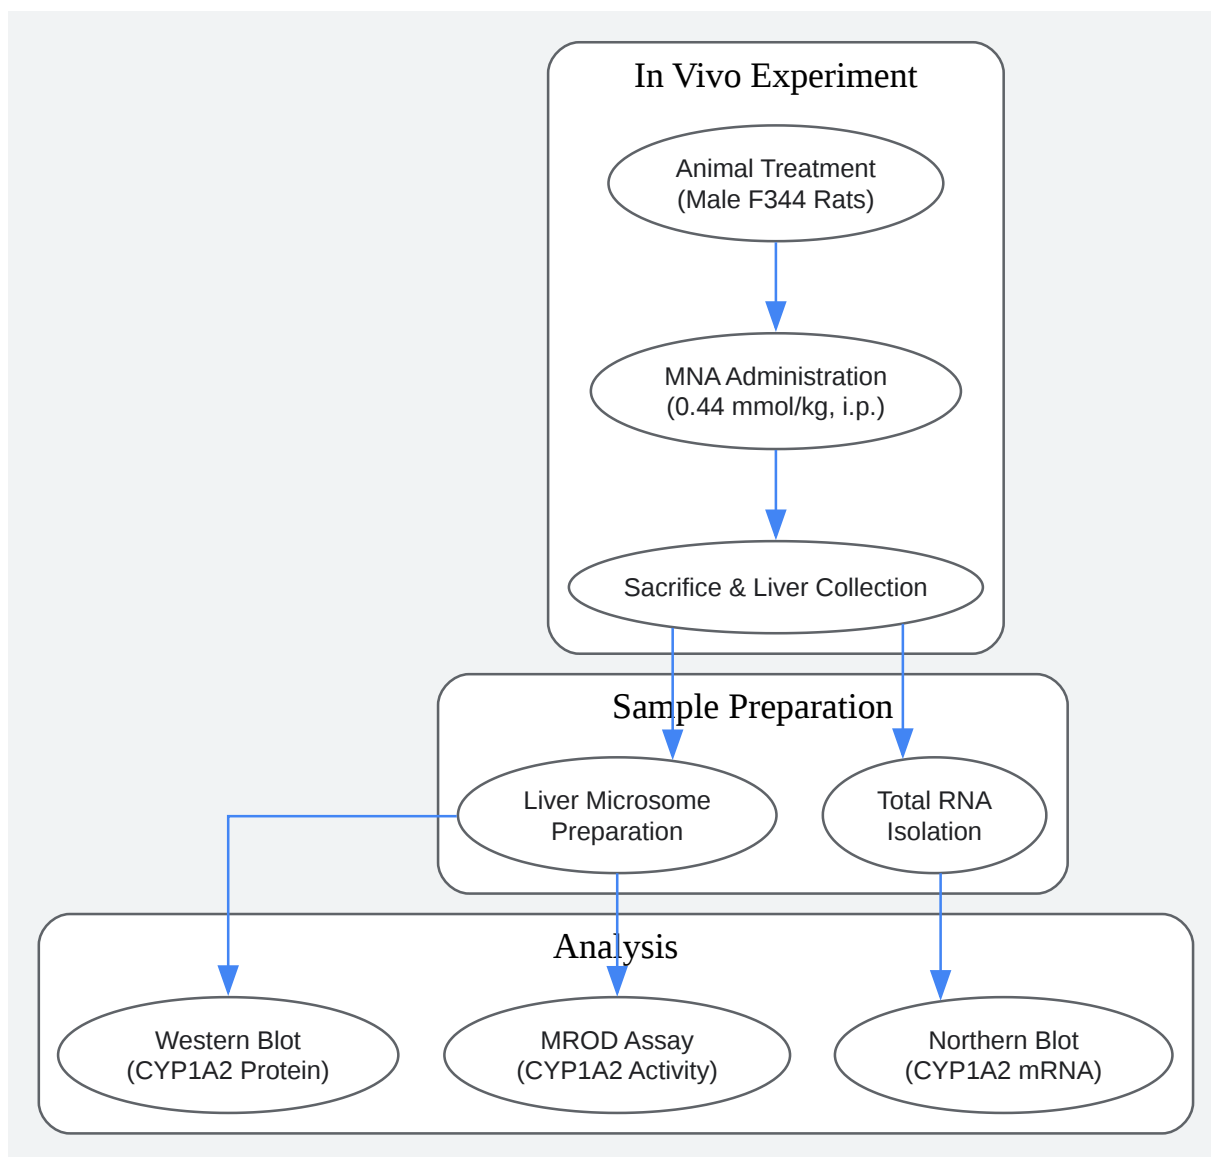 In Vivo Experiment
Animal Treatment
(Male F344 Rats)
MNA Administration
(0.44 mmol/kg, i.p.)
Sacrifice & Liver Collection
Sample Preparation
Liver Microsome
Preparation
Total RNA
Isolation
Analysis
Western Blot
(CYP1A2 Protein)
MROD Assay
(CYP1A2 Activity)
Northern Blot
(CYP1A2 mRNA)